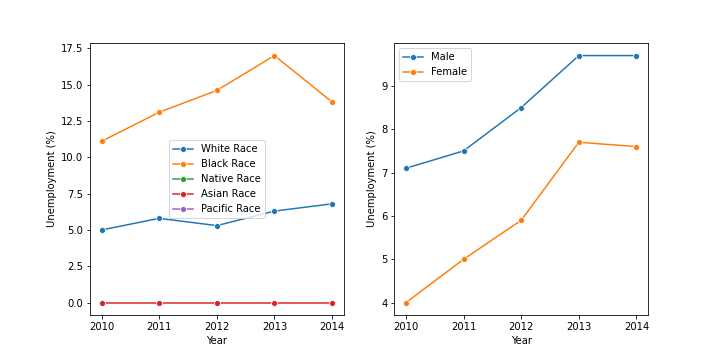 17.5
15.0
12.5
10.0
7.5
5.0
2.5
0.0
Unemployment (%)
White Race
Black Race
Native Race
Asian Race
Pacific Race
2010 2011 2012 2013 2014
Year
Male
Female
9
8
7
6
5
4
Unemployment (%)
2010 2011 2012 2013 2014
Year